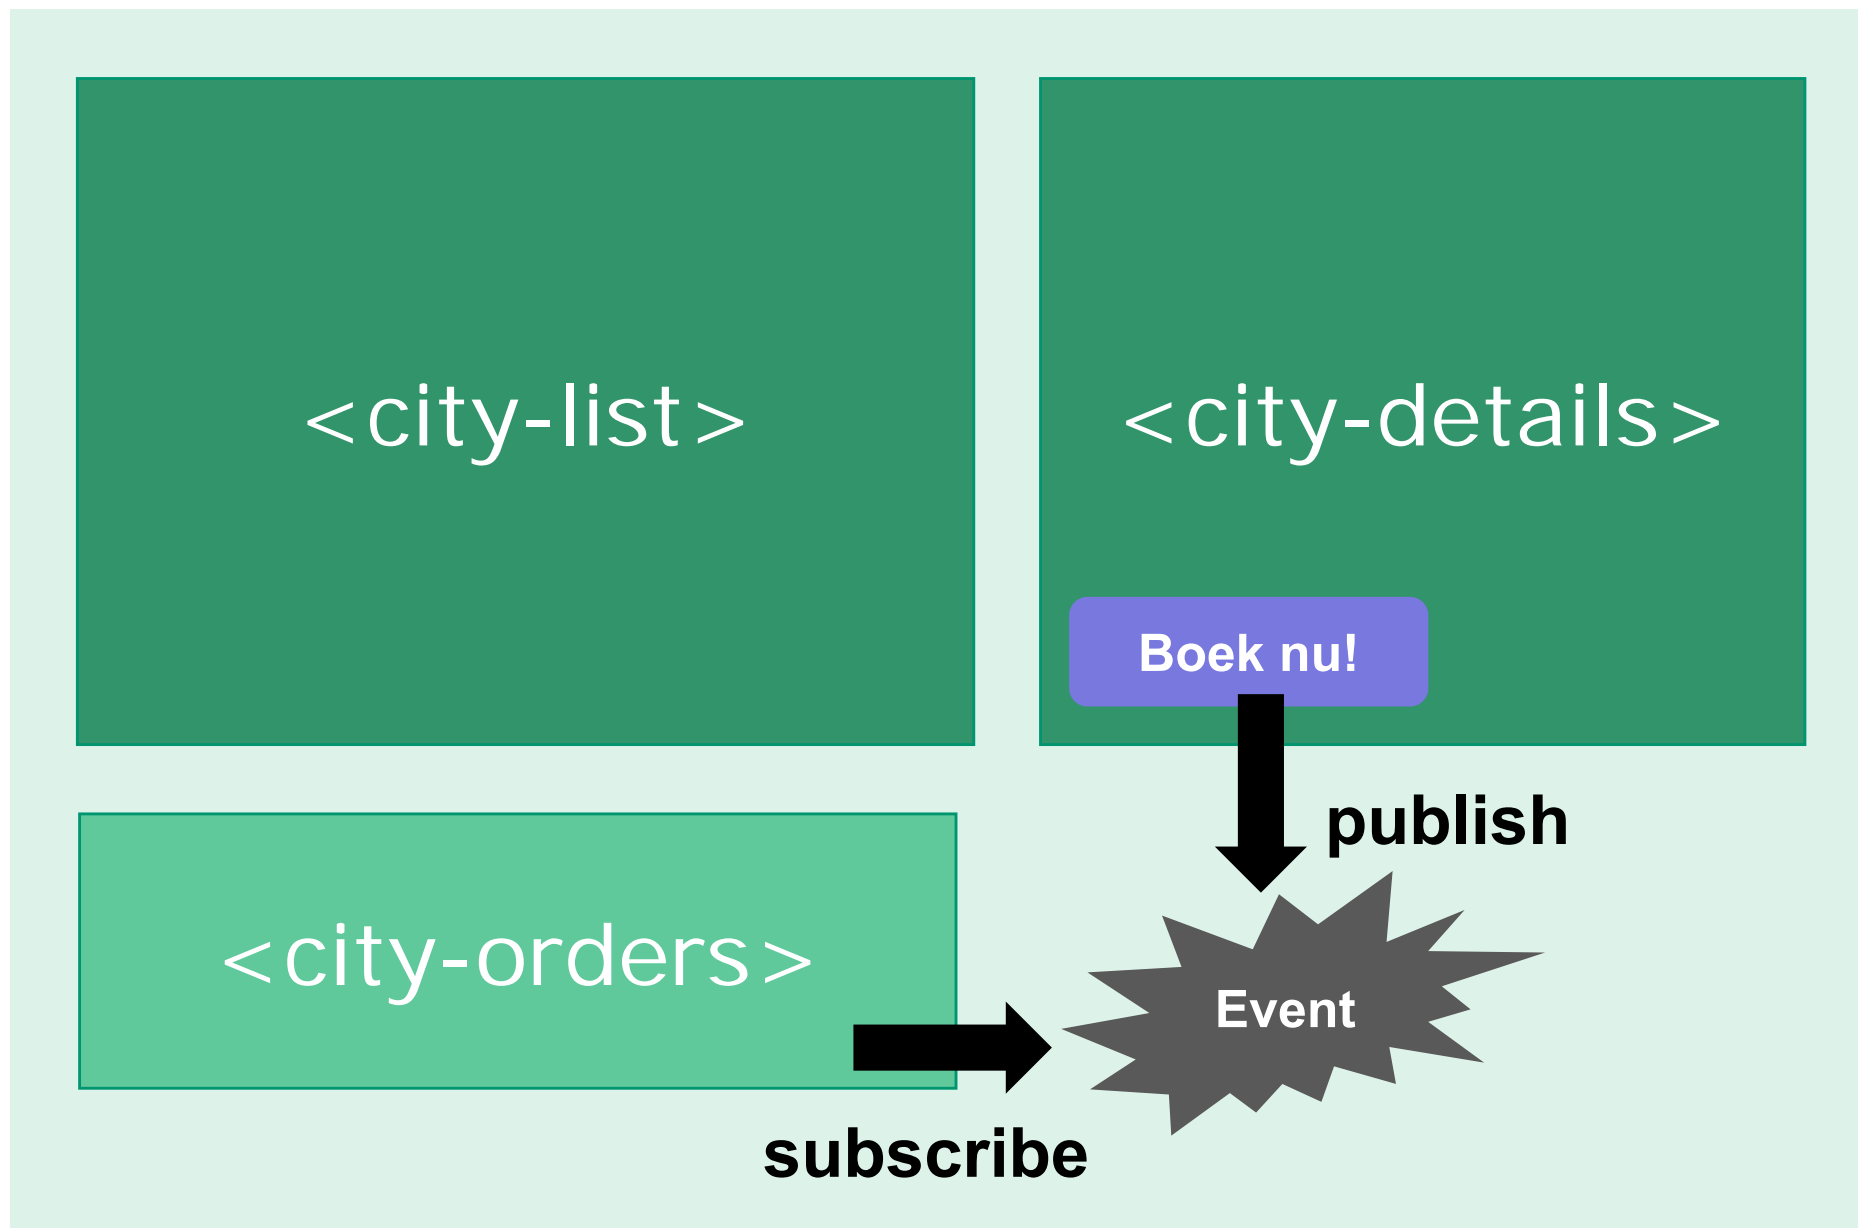 <city-list>
<city-details>
Boek nu!
publish
<city-orders>
Event
subscribe